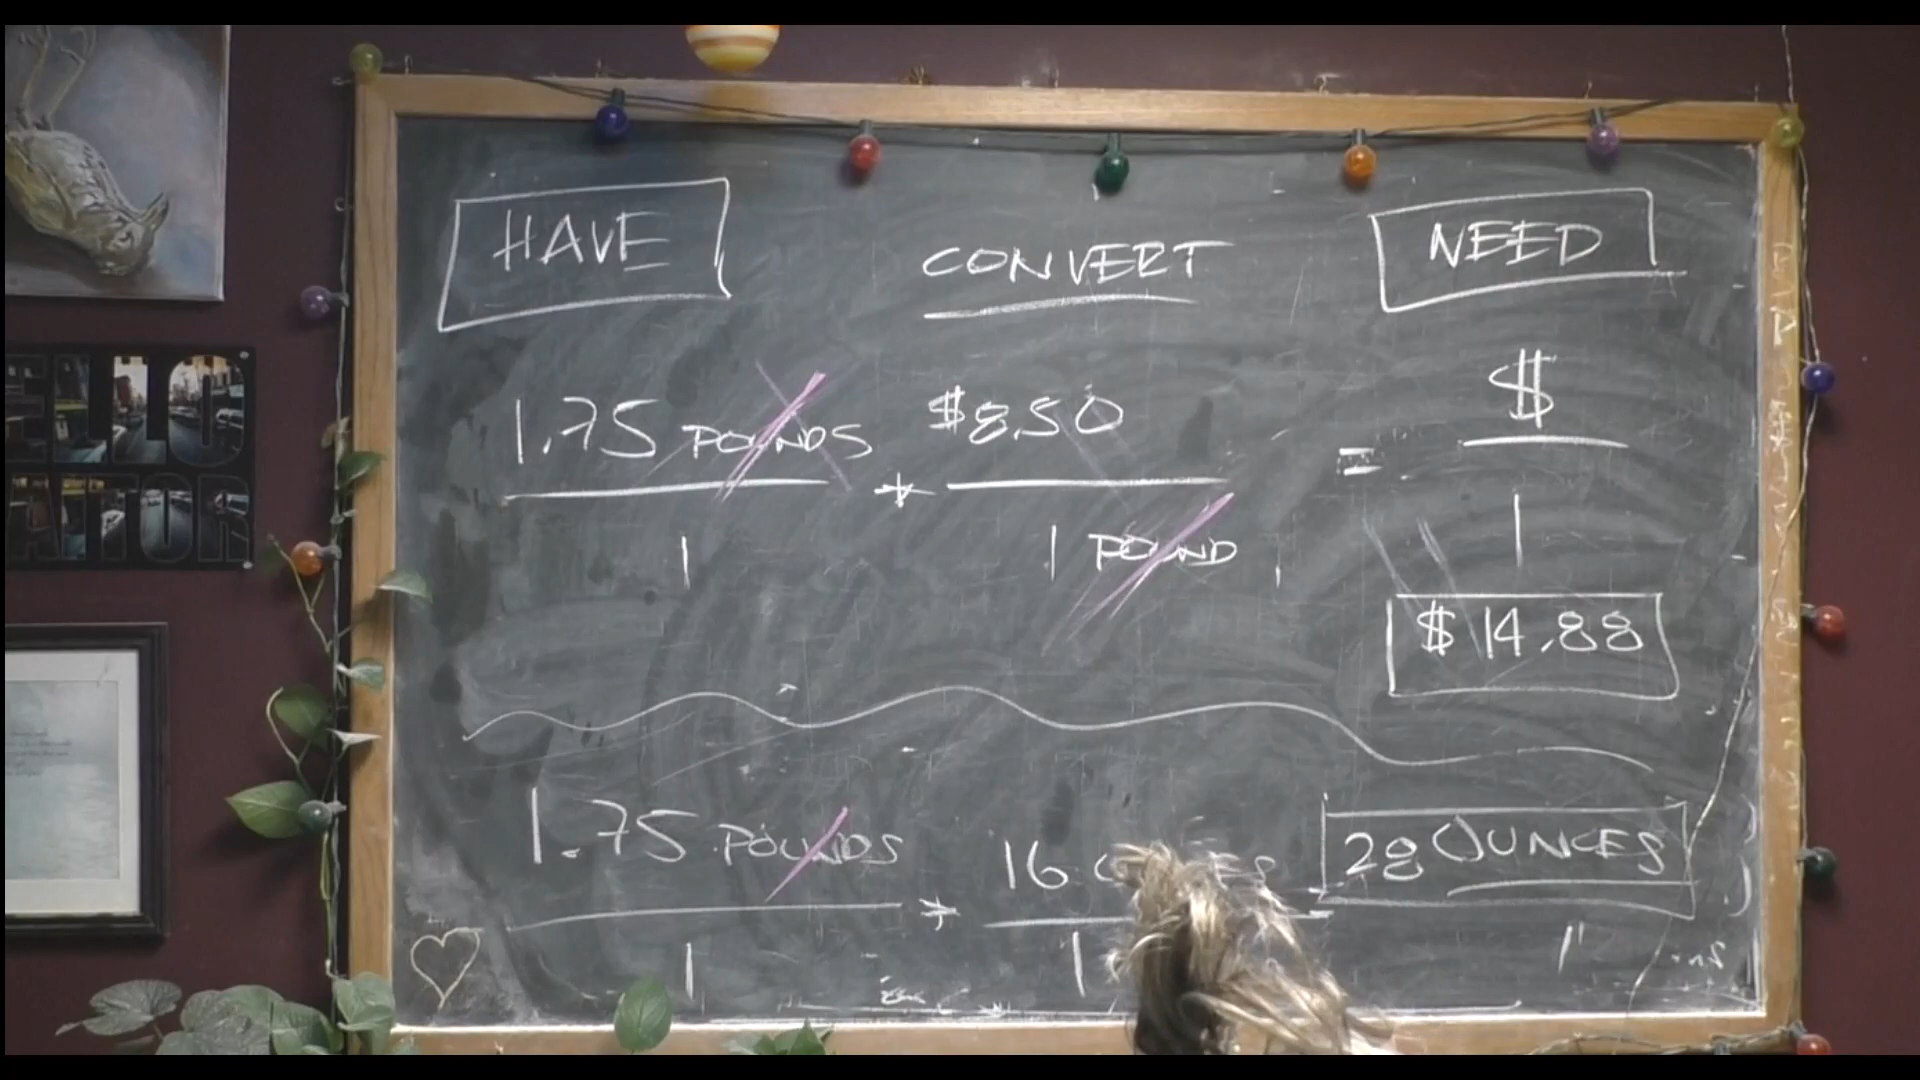 HAVE CONVERT NEED
1.75 POUNDS * $8.50 = $
1 1 POUND 1
$14.88
1.75 POUNDS * 16 = 28 OUNCES
1 1 1